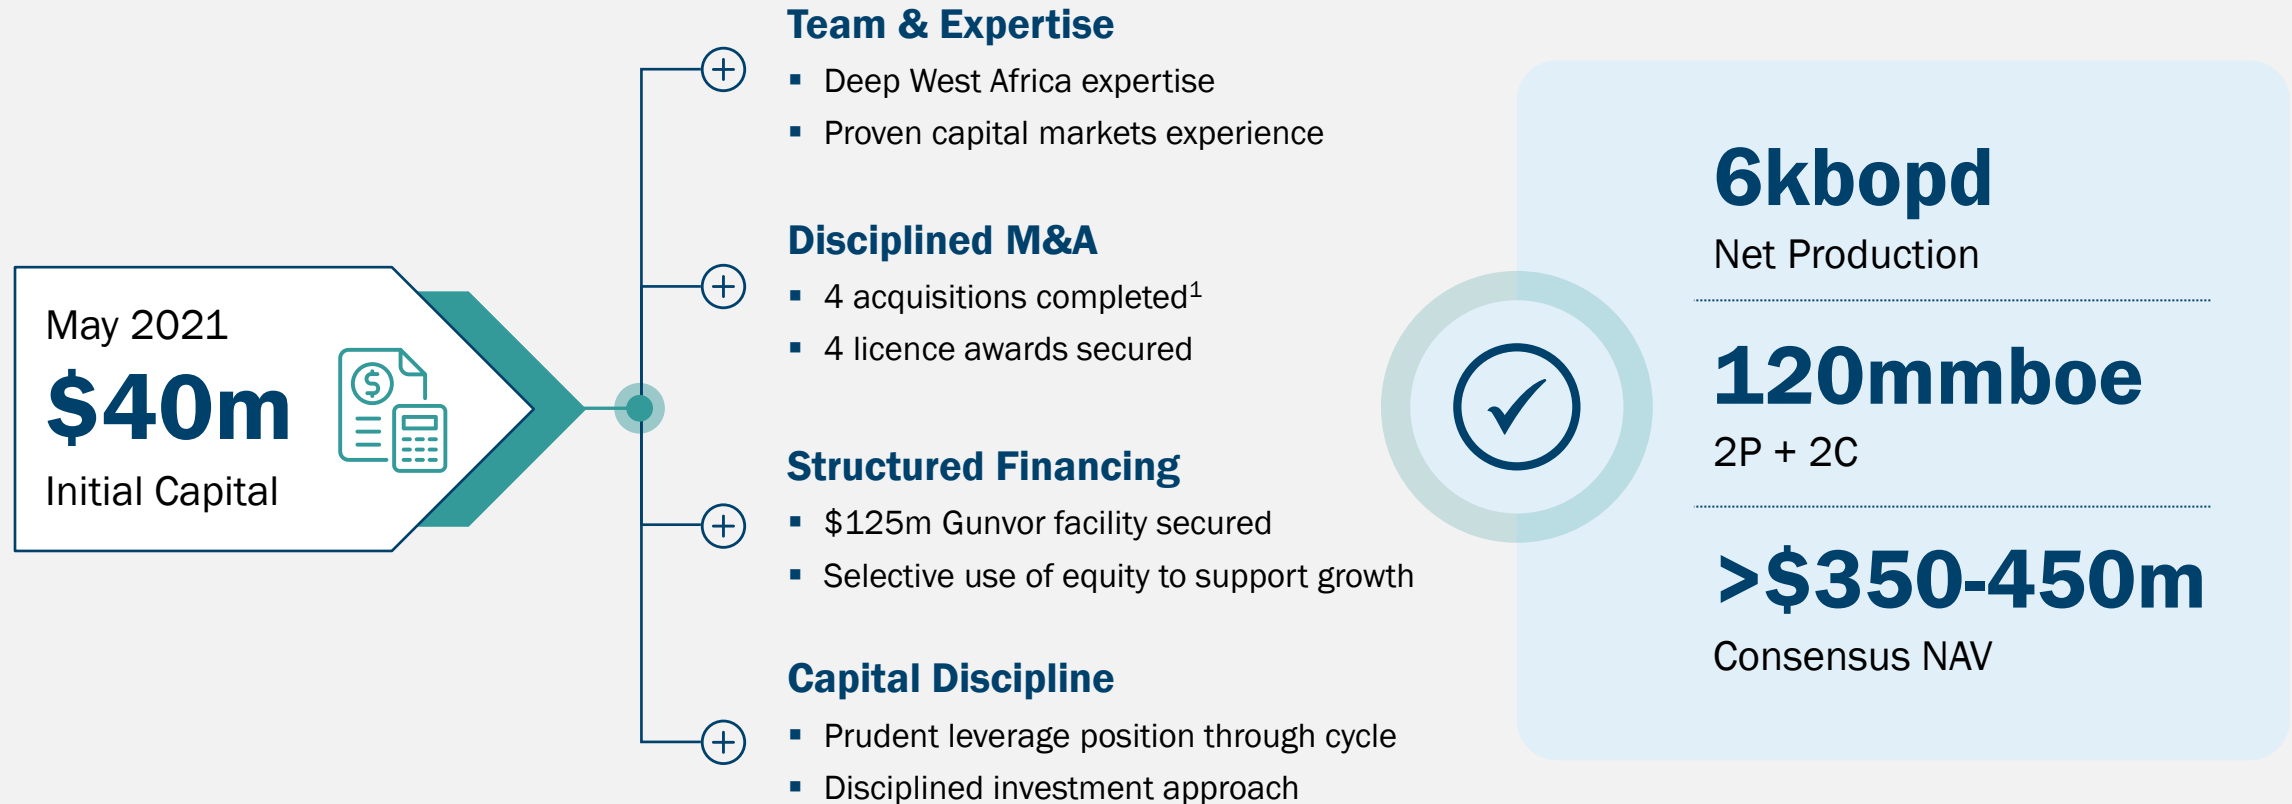 May 2021
$40m
Initial Capital
Team & Expertise
▪ Deep West Africa expertise
▪ Proven capital markets experience
Disciplined M&A
▪ 4 acquisitions completed¹
▪ 4 licence awards secured
Structured Financing
▪ $125m Gunvor facility secured
▪ Selective use of equity to support growth
Capital Discipline
▪ Prudent leverage position through cycle
▪ Disciplined investment approach
6kbopd
Net Production
120mmboe
2P + 2C
>$350-450m
Consensus NAV